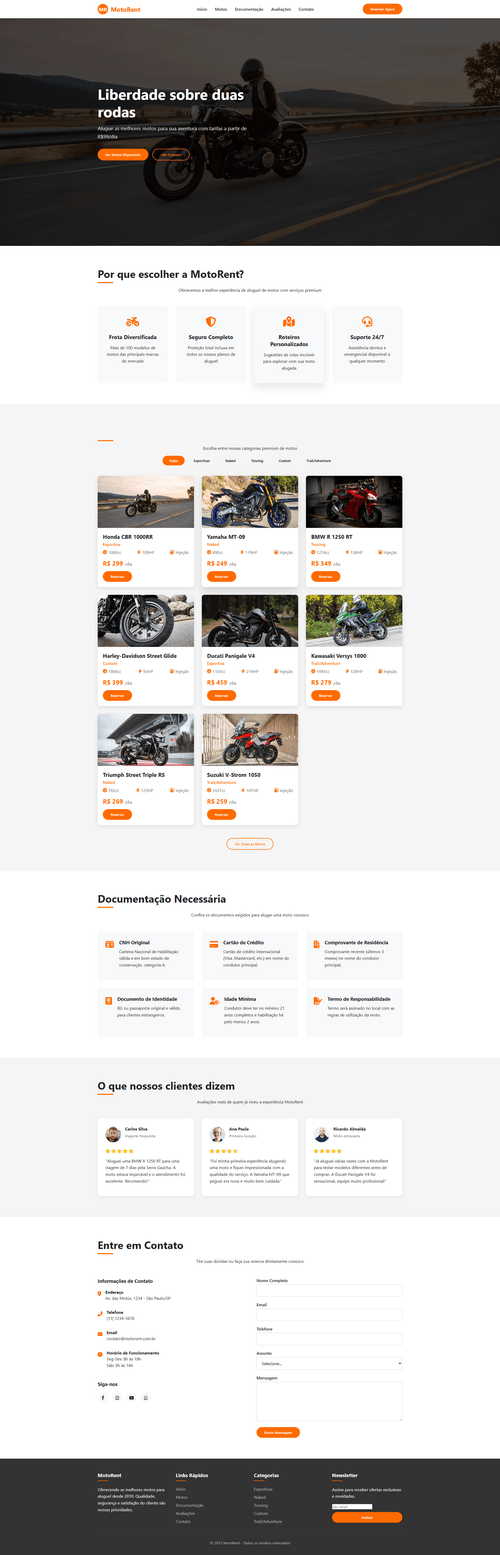 MR MotoRent
Início Motos Documentação Avaliações Contato
Reservar Agora
Liberdade sobre duas
rodas
Alugue as melhores motos para sua aventura com tarifas a partir de
R$99/dia
Ver Motos Disponíveis
Por que escolher a MotoRent?
Oferecemos a melhor experiência de aluguel de motos com serviços premium
Frota Diversificada
Mais de 100 modelos de
motos das principais marcas
do mercado
Seguro Completo
Proteção total inclusa em
todos os nossos planos de
aluguel
Roteiros
Personalizados
Sugestões de rotas incríveis
para explorar com sua moto
alugada
Suporte 24/7
Assistência técnica e
emergencial disponível a
qualquer momento
Escolha entre nossas categorias premium de motos
Todas Esportivas Naked Touring Custom Trail/Adventure
Honda CBR 1000RR
Esportiva
1000cc 189HP Injeção
R$ 299 /dia
Reservar
Yamaha MT-09
Naked
890cc 119HP Injeção
R$ 249 /dia
Reservar
BMW R 1250 RT
Touring
1254cc 136HP Injeção
R$ 349 /dia
Reservar
Harley-Davidson Street Glide
Custom
1868cc 93HP Injeção
R$ 399 /dia
Reservar
Ducati Panigale V4
Esportiva
1103cc 214HP Injeção
R$ 459 /dia
Reservar
Kawasaki Versys 1000
Trail/Adventure
1043cc 120HP Injeção
R$ 279 /dia
Reservar
Triumph Street Triple RS
Naked
765cc 123HP Injeção
R$ 269 /dia
Reservar
Suzuki V-Strom 1050
Trail/Adventure
1037cc 107HP Injeção
R$ 259 /dia
Reservar
Ver Todas as Motos
Documentação Necessária
Confira os documentos exigidos para alugar uma moto conosco
CNH Original
Carteira Nacional de Habilitação
válida e em bom estado de
conservação, categoria A.
Cartão de Crédito
Cartão de crédito internacional
(Visa, Mastercard, etc.) em nome do
condutor principal.
Comprovante de Residência
Comprovante recente (últimos 3
meses) no nome do condutor
principal.
Documento de Identidade
RG ou passaporte original e válido
para clientes estrangeiros.
Idade Mínima
Condutor deve ter no mínimo 21
anos completos e habilitação há
pelo menos 2 anos.
Termo de Responsabilidade
Termo será assinado no local com as
regras de utilização da moto.
O que nossos clientes dizem
Avaliações reais de quem já viveu a experiência MotoRent
Carlos Silva
Viajante frequente
"Aluguei uma BMW R 1250 RT para uma
viagem de 7 dias pela Serra Gaúcha. A
moto estava impecável e o atendimento foi
excelente. Recomendo!"
Ana Paula
Primeira locação
"Foi minha primeira experiência alugando
uma moto e fiquei impressionada com a
qualidade do serviço. A Yamaha MT-09 que
peguei era nova e muito bem cuidada."
Ricardo Almeida
Moto entusiasta
"Já aluguei várias vezes com a MotoRent
para testar modelos diferentes antes de
comprar. A Ducati Panigale V4 foi
sensacional, equipe muito profissional!"
Entre em Contato
Tire suas dúvidas ou faça sua reserva diretamente conosco
Informações de Contato
Endereço
Av. das Motos, 1234 - São Paulo/SP
Telefone
(11) 1234-5678
Email
contato@motorent.com.br
Horário de Funcionamento
Seg-Sex: 8h às 18h
Sáb: 9h às 14h
Siga-nos
Nome Completo
Email
Telefone
Assunto
Selecione...
Mensagem
Enviar Mensagem
MotoRent
Oferecendo as melhores motos para
aluguel desde 2010. Qualidade,
segurança e satisfação do cliente são
nossas prioridades.
Links Rápidos
Início
Motos
Documentação
Avaliações
Contato
Categorias
Esportivas
Naked
Touring
Custom
Trail/Adventure
Newsletter
Assine para receber ofertas exclusivas
e novidades.
Seu email
Assinar
© 2023 MotoRent - Todos os direitos reservados